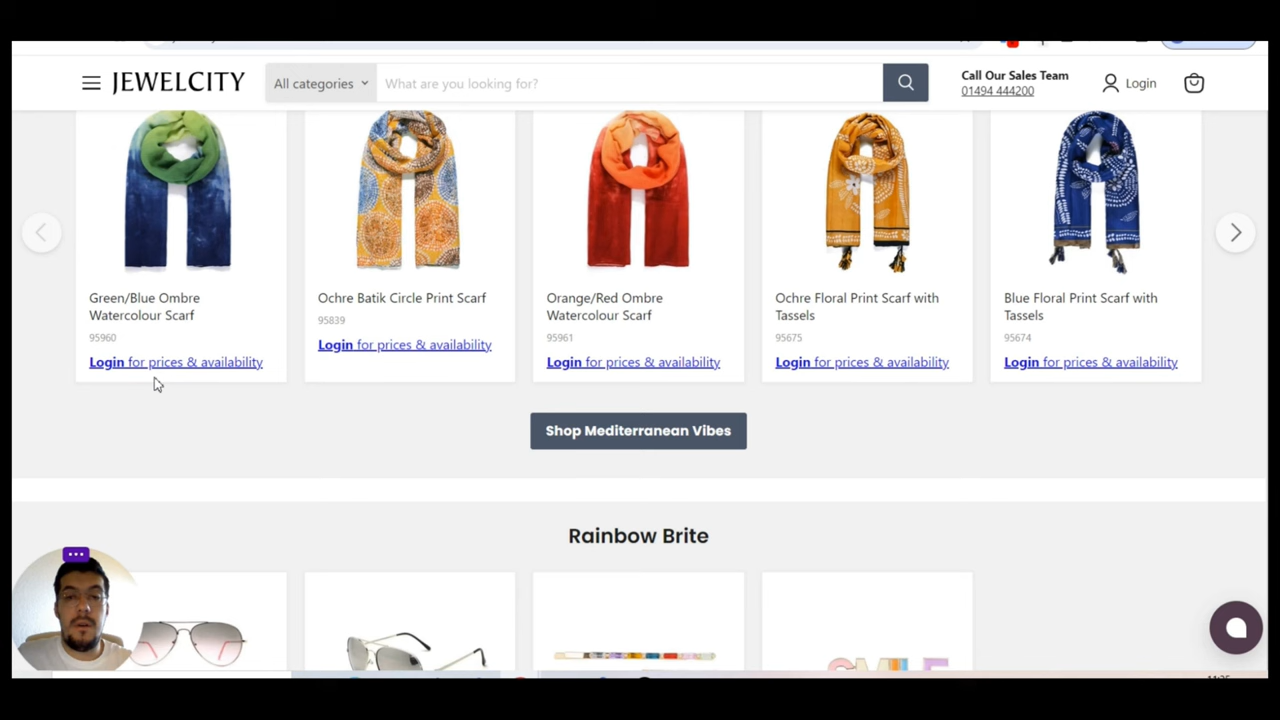 JEWELCITY
All categories
What are you looking for?
Call Our Sales Team
01494 444200
Login
Green/Blue Ombre
Watercolour Scarf
95960
Login for prices & availability
Ochre Batik Circle Print Scarf
95839
Login for prices & availability
Orange/Red Ombre
Watercolour Scarf
95961
Login for prices & availability
Ochre Floral Print Scarf with
Tassels
95675
Login for prices & availability
Blue Floral Print Scarf with
Tassels
95674
Login for prices & availability
Shop Mediterranean Vibes
Rainbow Brite
SMILE